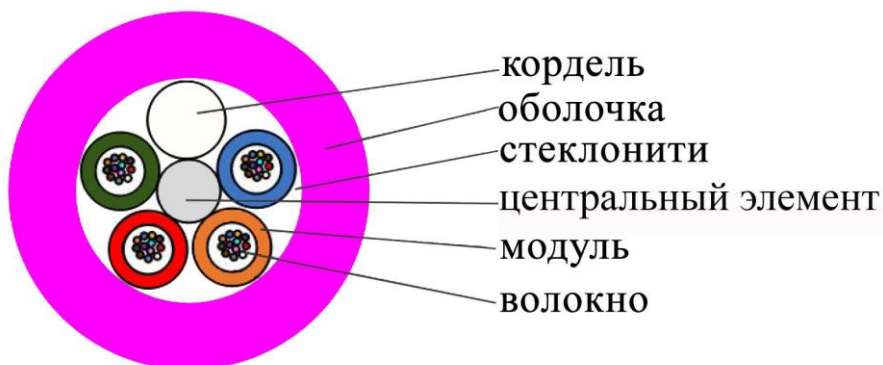 кордель
оболочка
стеклонити
центральный элемент
модуль
волокно